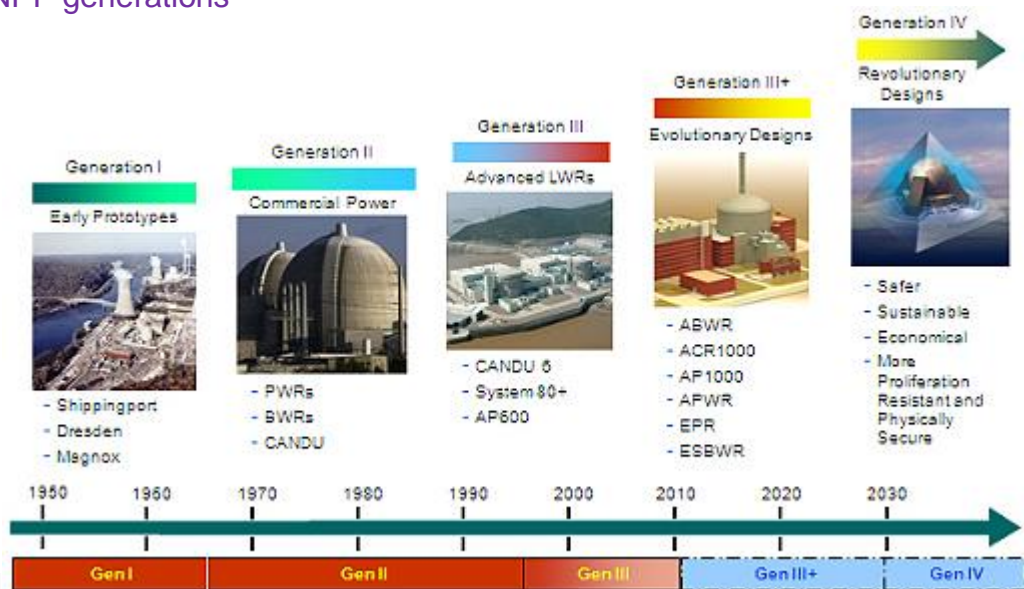 NPP generations
Generation IV
Revolutionary
Designs
- Safer
- Sustainable
- Economical
- More
Proliferation
Resistant and
Physically
Secure
Generation III+
Evolutionary Designs
- ABWR
- ACR1000
- AP1000
- APWR
- EPR
- ESBWR
Generation III
Advanced LWRs
- CANDU 6
- System 80+
- AP600
Generation II
Commercial Power
- PWRs
- BWRs
- CANDU
Generation I
Early Prototypes
- Shippingport
- Dresden
- Magnox
1950 1960 1970 1980 1990 2000 2010 2020 2030
Gen I Gen II Gen III Gen III+ Gen IV